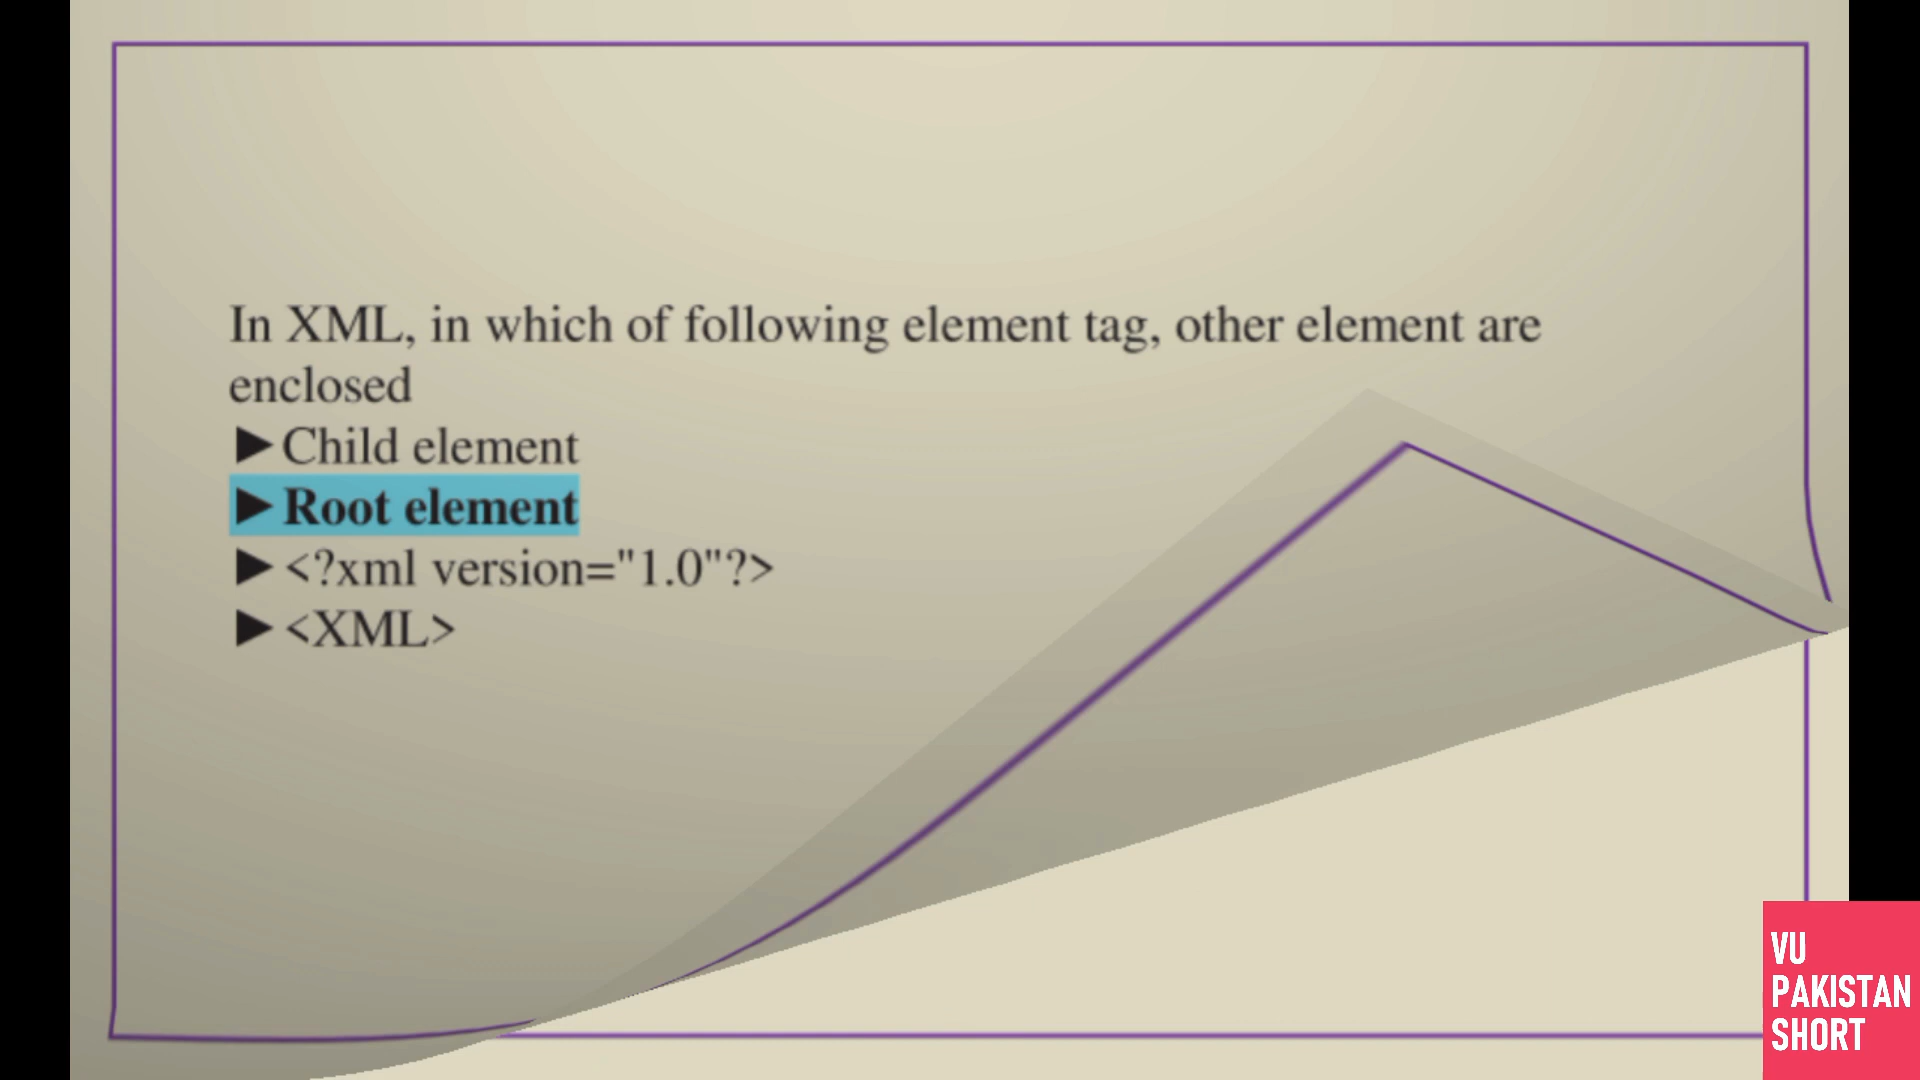 In XML, in which of following element tag, other element are
enclosed
►Child element
►Root element
►<?xml version="1.0"?>
►<XML>
VU
PAKISTAN
SHORT